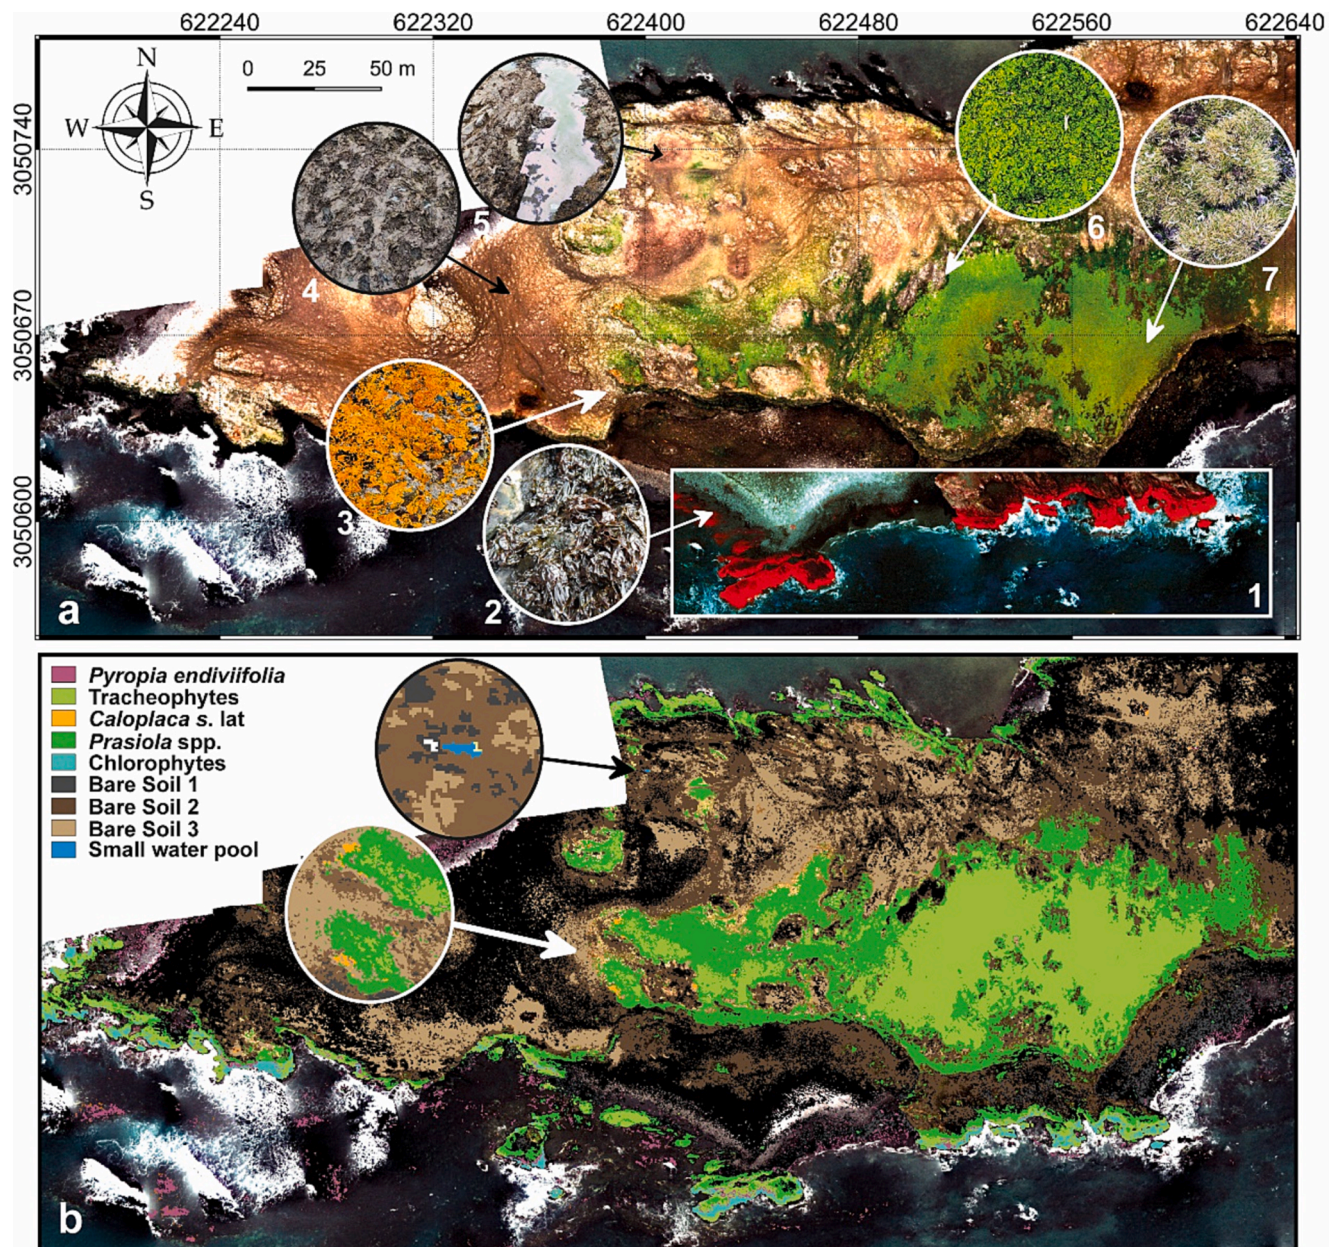 622240 622320 622400 622480 622560 622640
N
W E
S
0 25 50 m
3050740
3050670
3050600
5
4
6
7
3
2
1
a
Pyropia endiviifolia
Tracheophytes
Caloplaca s. lat
Prasiola spp.
Chlorophytes
Bare Soil 1
Bare Soil 2
Bare Soil 3
Small water pool
b